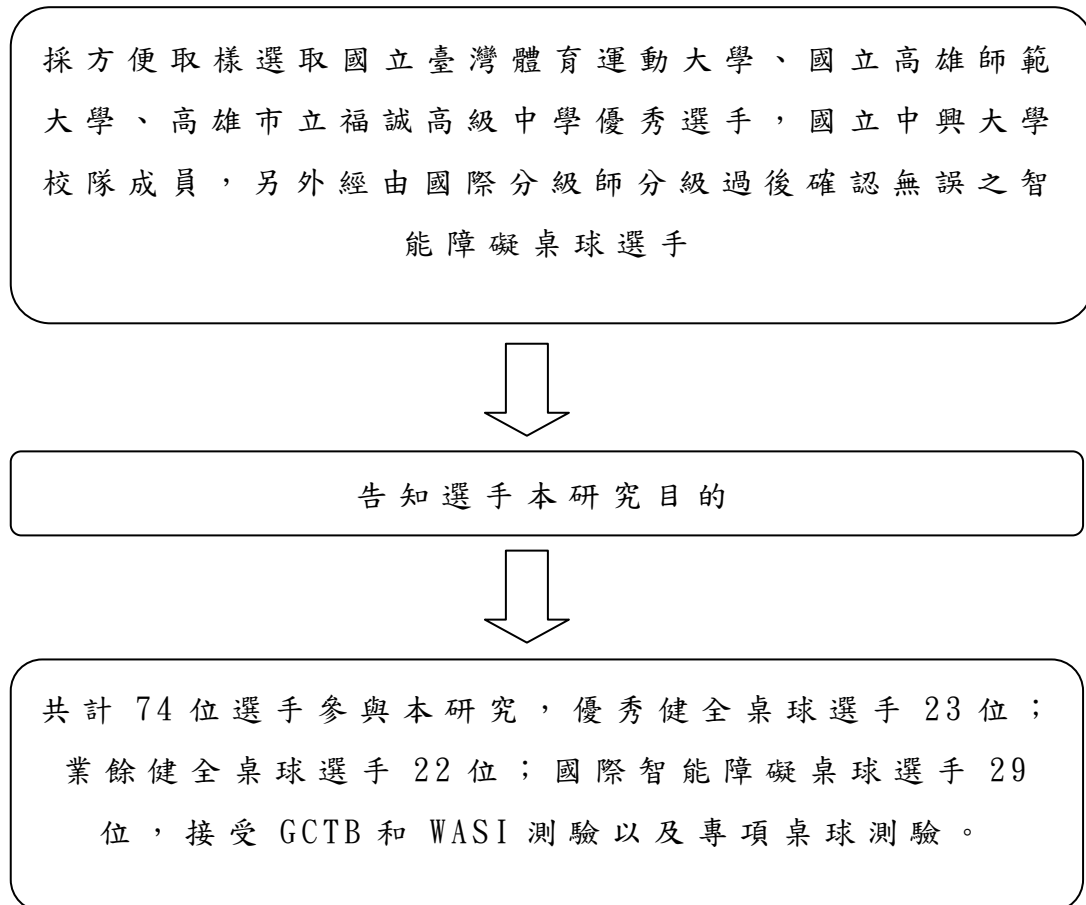 採方便取樣選取國立臺灣體育運動大學、國立高雄師範
大學、高雄市立福誠高級中學優秀選手，國立中興大學
校隊成員，另外經由國際分級師分級過後確認無誤之智
能障礙桌球選手
告知選手本研究目的
共計 74 位選手參與本研究，優秀健全桌球選手 23 位；
業餘健全桌球選手 22 位；國際智能障礙桌球選手 29
位，接受 GCTB 和 WASI 測驗以及專項桌球測驗。